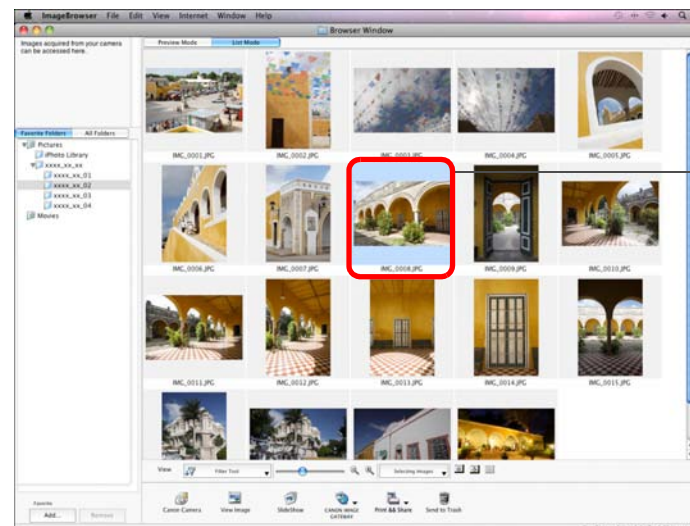 ImageBrowser File Edit View Internet Window Help
Browser Window
Images acquired from your camera
can be accessed here.
Preview Mode List Mode
Favorite Folders All Folders
Pictures
iPhoto Library
xxxx_xx_xx
xxxx_xx_01
xxxx_xx_02
xxxx_xx_03
xxxx_xx_04
Movies
IMG_0001.JPG IMG_0002.JPG IMG_0003.JPG IMG_0004.JPG IMG_0005.JPG
IMG_0006.JPG IMG_0007.JPG IMG_0008.JPG IMG_0009.JPG IMG_0010.JPG
IMG_0011.JPG IMG_0012.JPG IMG_0013.JPG IMG_0014.JPG IMG_0015.JPG
View Filter Tool Selecting Images
Favorite
Add... Remove
Canon Camera View Image SlideShow CANON IMAGE
GATEWAY Print && Share Send to Trash